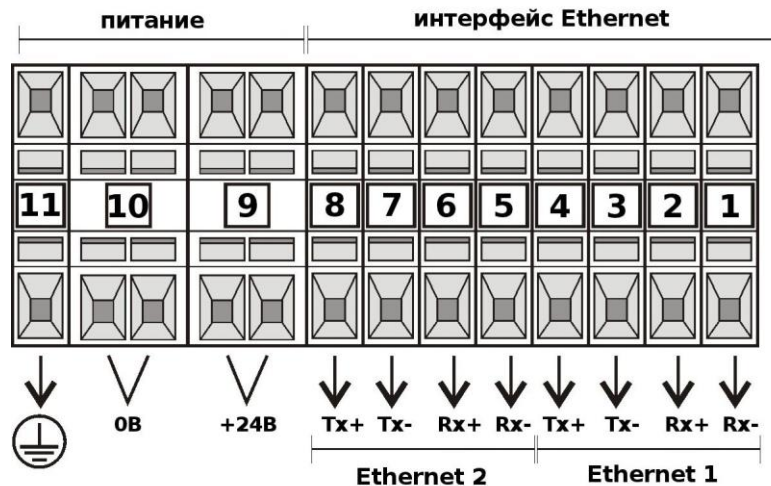 питание интерфейс Ethernet
11 10 9 8 7 6 5 4 3 2 1
0В +24В Tx+ Tx- Rx+ Rx- Tx+ Tx- Rx+ Rx-
Ethernet 2 Ethernet 1